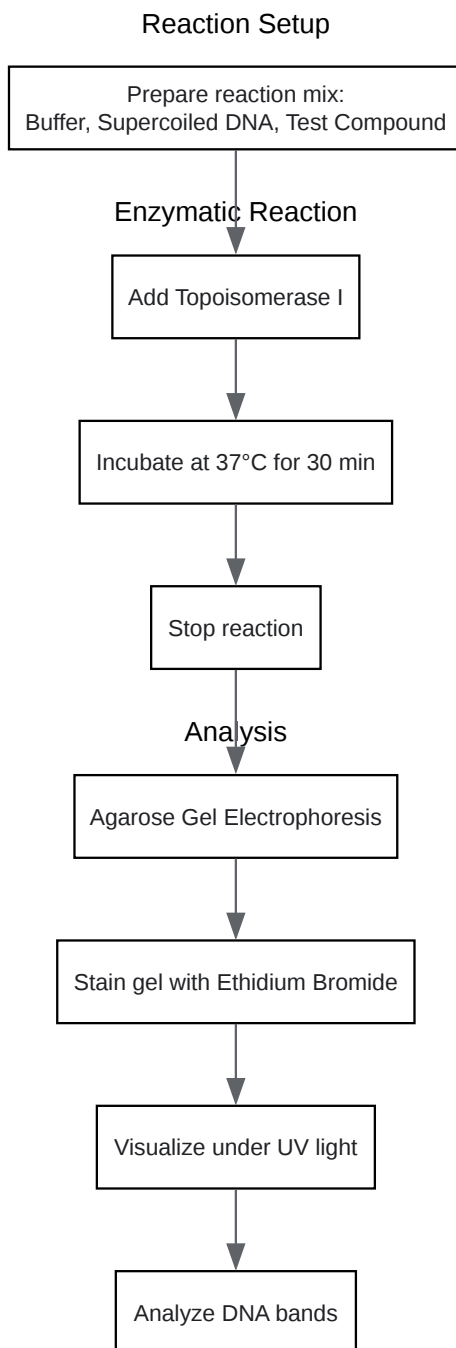 Reaction Setup
Prepare reaction mix:
Buffer, Supercoiled DNA, Test Compound
Enzymatic Reaction
Add Topoisomerase I
Incubate at 37°C for 30 min
Stop reaction
Analysis
Agarose Gel Electrophoresis
Stain gel with Ethidium Bromide
Visualize under UV light
Analyze DNA bands